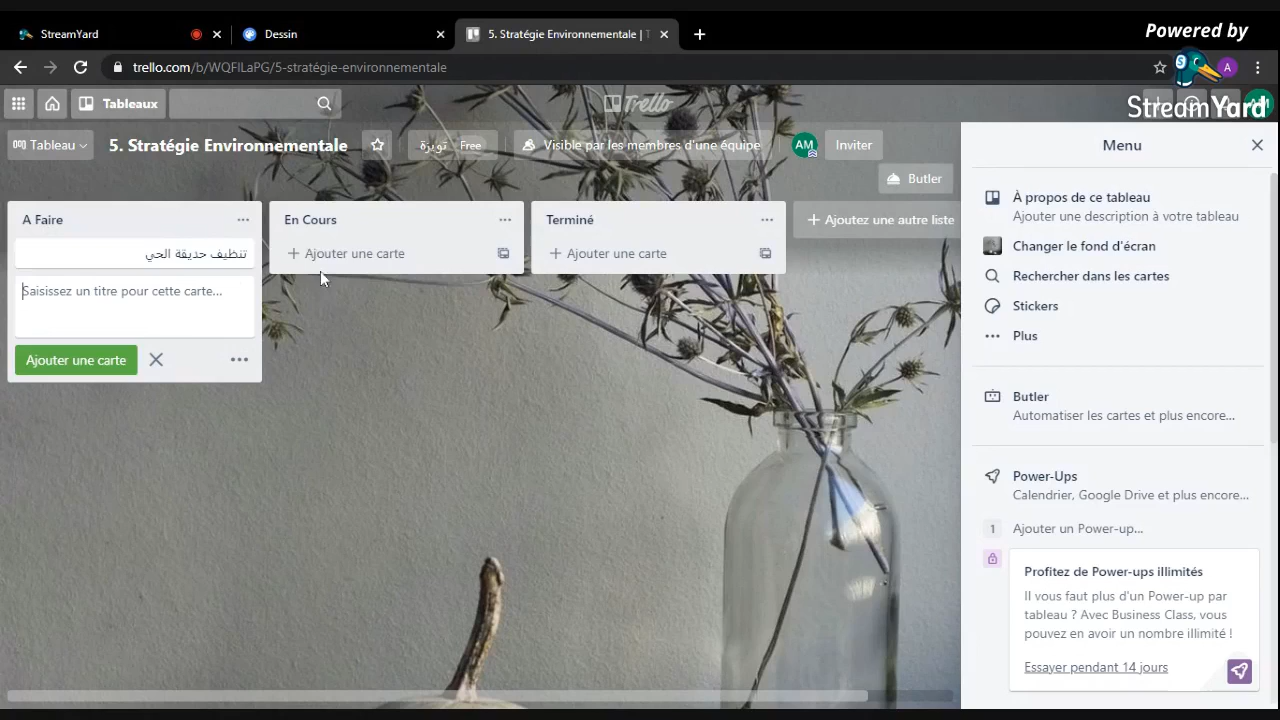 Powered by
StreamYard
StreamYard
Dessin
5. Stratégie Environnementale | T
trello.com/b/WQFILaPG/5-stratégie-environnementale
A
Tableaux
Trello
Tableau
5. Stratégie Environnementale
تويزة
Free
Visible par les membres d'une équipe
AM
Inviter
Butler
A Faire
تنظيف حديقة الحي
Saisissez un titre pour cette carte...
Ajouter une carte
En Cours
Ajouter une carte
Terminé
Ajouter une carte
Ajoutez une autre liste
Menu
À propos de ce tableau
Ajouter une description à votre tableau
Changer le fond d'écran
Rechercher dans les cartes
Stickers
Plus
Butler
Automatiser les cartes et plus encore...
Power-Ups
Calendrier, Google Drive et plus encore...
1
Ajouter un Power-up...
Profitez de Power-ups illimités
Il vous faut plus d'un Power-up par
tableau ? Avec Business Class, vous
pouvez en avoir un nombre illimité !
Essayer pendant 14 jours